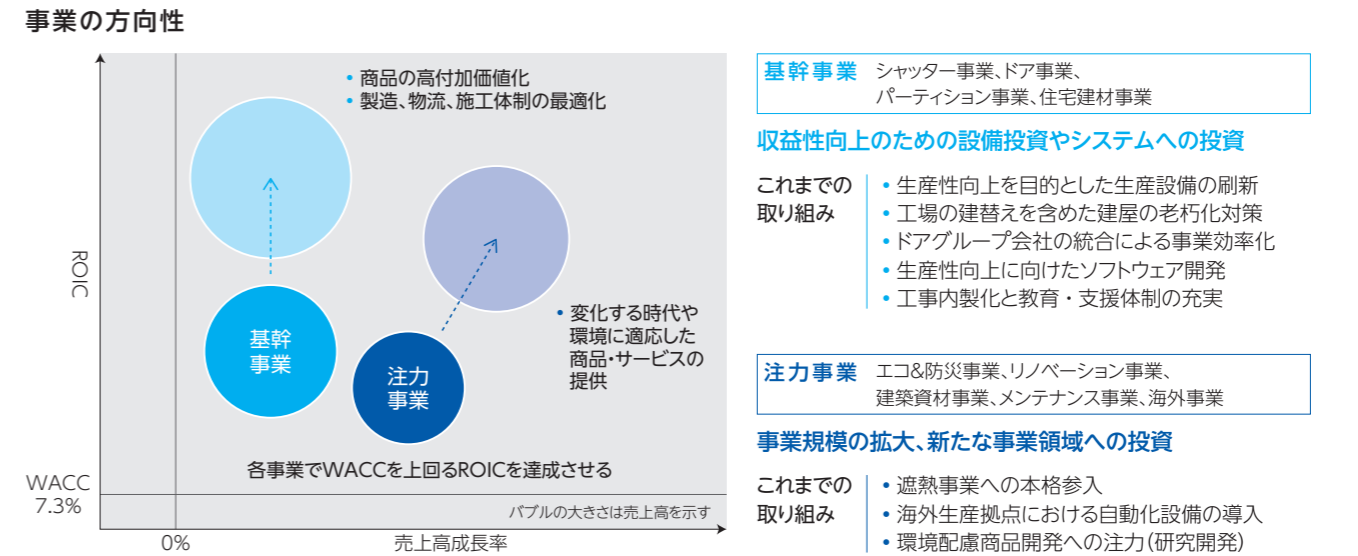 事業の方向性
・商品の高付加価値化
・製造、物流、施工体制の最適化
ROIC
基幹
事業
注力
事業
・変化する時代や
環境に適応した
商品・サービスの
提供
各事業でWACCを上回るROICを達成させる
WACC
7.3%
バブルの大きさは売上高を示す
0%
売上高成長率
基幹事業 シャッター事業、ドア事業、
パーティション事業、住宅建材事業
収益性向上のための設備投資やシステムへの投資
これまでの
取り組み
・生産性向上を目的とした生産設備の刷新
・工場の建替えを含めた建屋の老朽化対策
・ドアグループ会社の統合による事業効率化
・生産性向上に向けたソフトウェア開発
・工事内製化と教育・支援体制の充実
注力事業 エコ&防災事業、リノベーション事業、
建築資材事業、メンテナンス事業、海外事業
事業規模の拡大、新たな事業領域への投資
これまでの
取り組み
・遮熱事業への本格参入
・海外生産拠点における自動化設備の導入
・環境配慮商品開発への注力(研究開発)